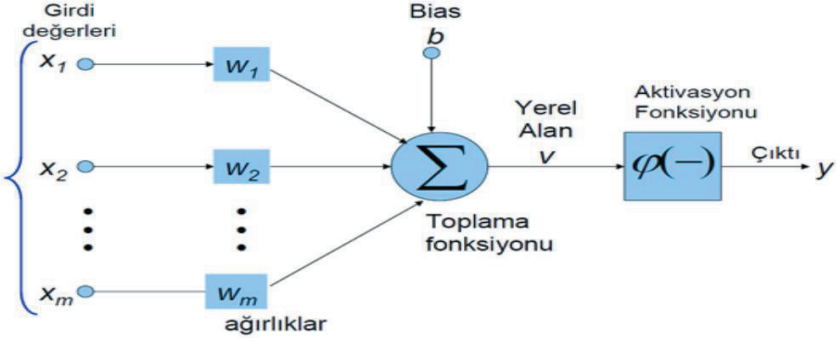 Girdi
değerleri
x1
w1
x2
w2
xm
wm
ağırlıklar
Bias
b
Σ
Toplama
fonksiyonu
Yerel
Alan
v
Aktivasyon
Fonksiyonu
φ(−)
Çıktı
y